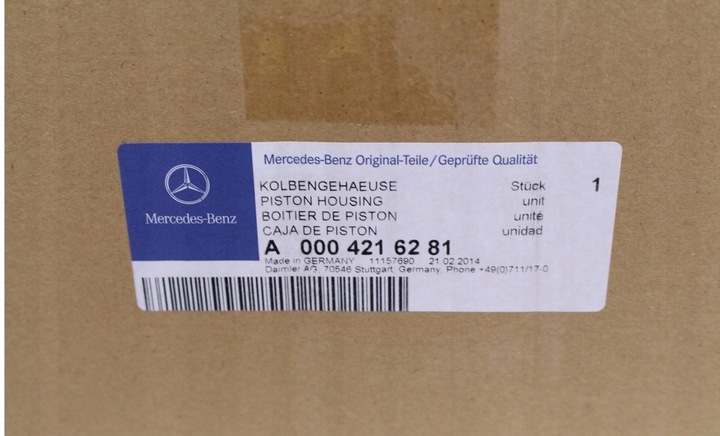 Mercedes-Benz Original-Teile/Geprüfte Qualität
Mercedes-Benz
KOLBENGEHAEUSE Stück 1
PISTON HOUSING unit
BOITIER DE PISTON unité
CAJA DE PISTON unidad
A 000 421 62 81
Made in GERMANY 11157690 21.02.2014
Daimler AG, 70546 Stuttgart, Germany, Phone +49(0)711/17-0